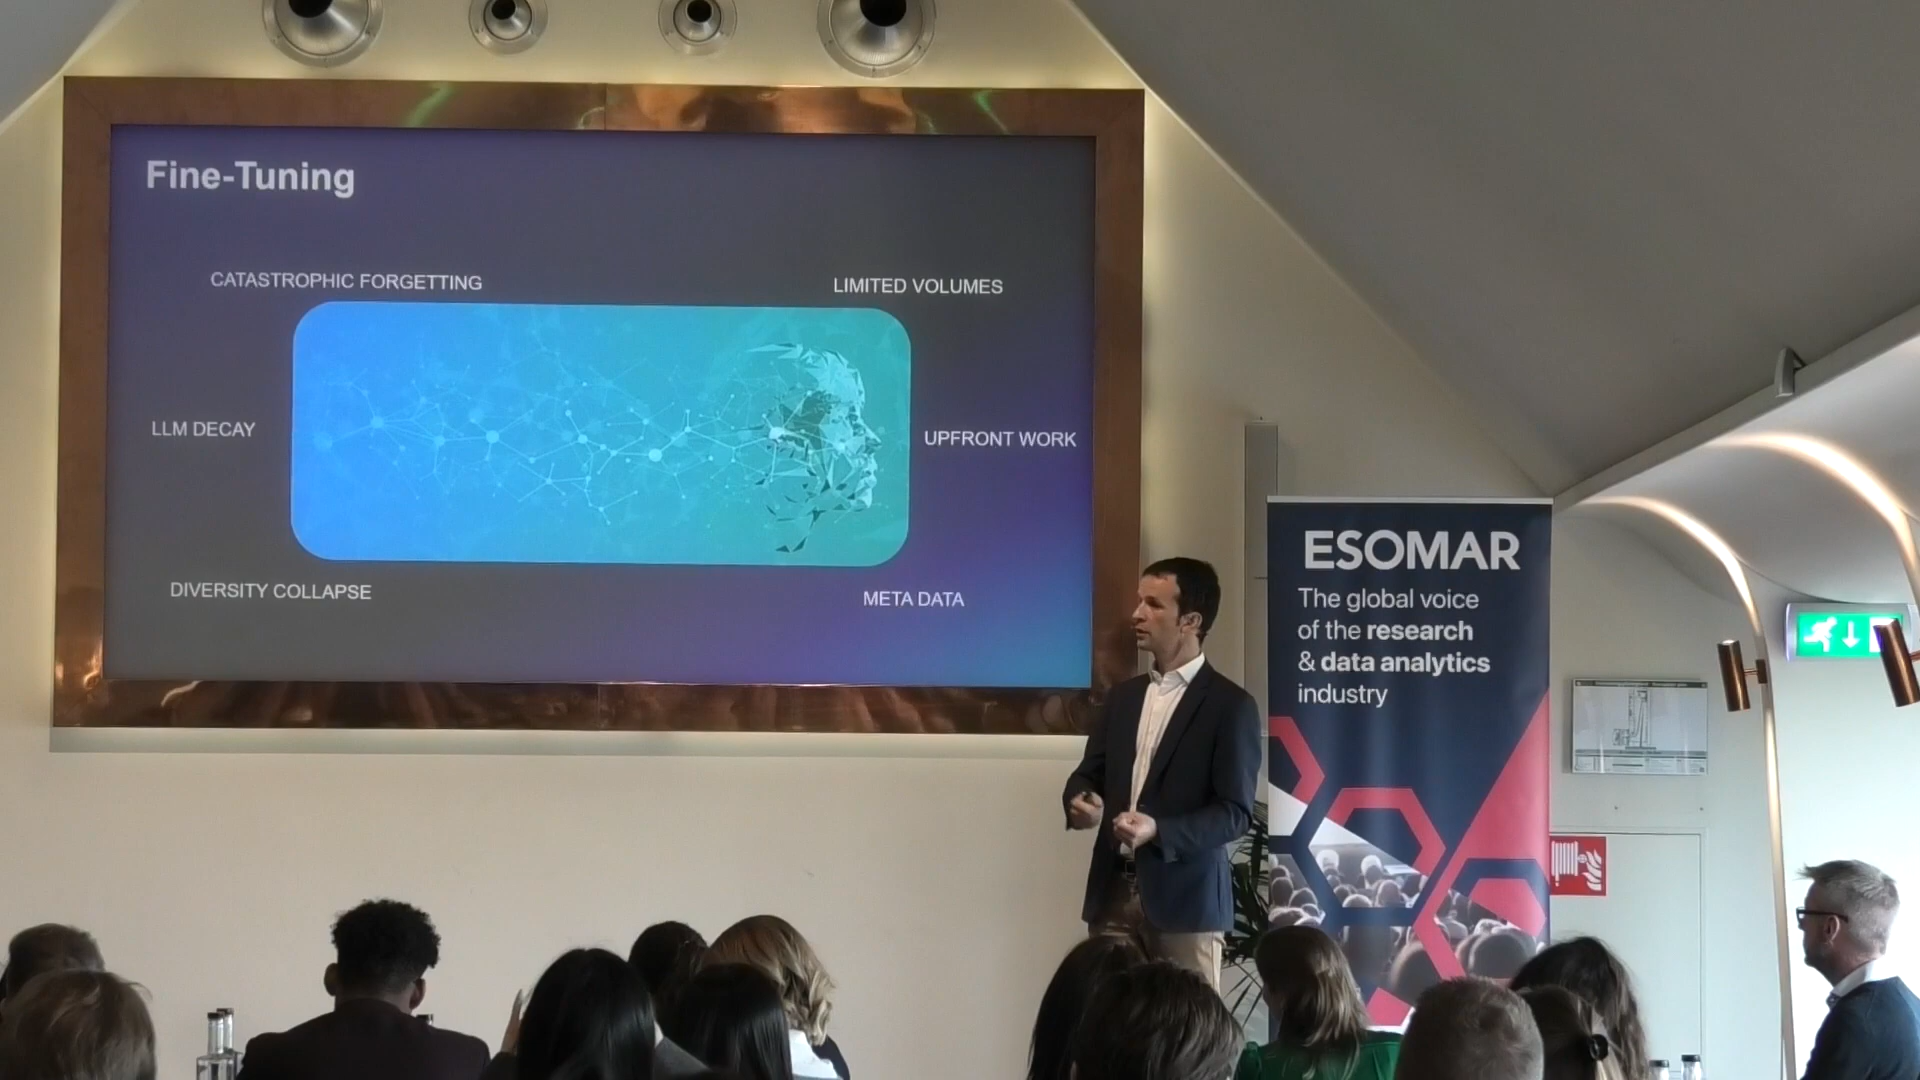 Fine-Tuning
CATASTROPHIC FORGETTING
LIMITED VOLUMES
LLM DECAY
UPFRONT WORK
DIVERSITY COLLAPSE
META DATA
ESOMAR
The global voice
of the research
& data analytics
industry